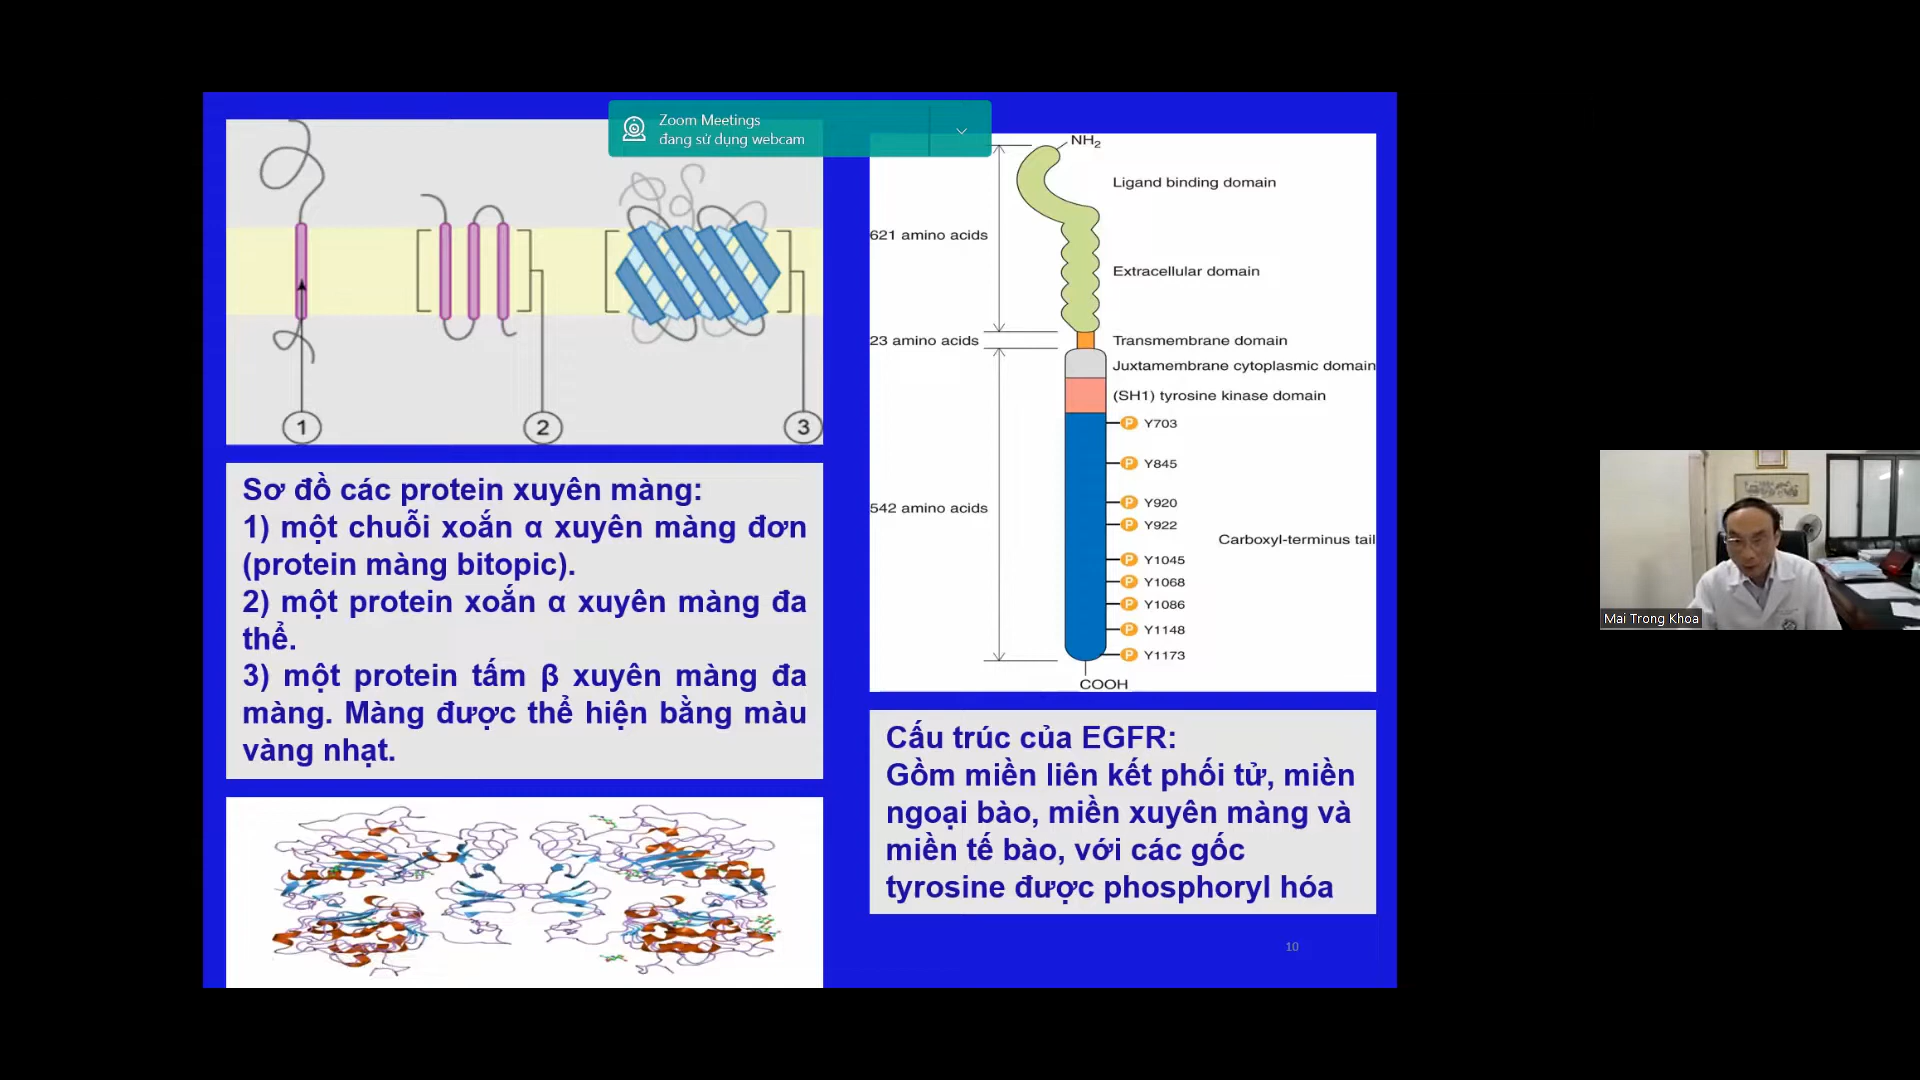 Zoom Meetings
đang sử dụng webcam
1
2
3
Sơ đồ các protein xuyên màng:
1) một chuỗi xoắn α xuyên màng đơn
(protein màng bitopic).
2) một protein xoắn α xuyên màng đa
thể.
3) một protein tấm β xuyên màng đa
màng. Màng được thể hiện bằng màu
vàng nhạt.
NH2
Ligand binding domain
621 amino acids
Extracellular domain
23 amino acids
Transmembrane domain
Juxtamembrane cytoplasmic domain
(SH1) tyrosine kinase domain
P Y703
P Y845
P Y920
542 amino acids
P Y922
Carboxyl-terminus tail
P Y1045
P Y1068
P Y1086
P Y1148
P Y1173
COOH
Cấu trúc của EGFR:
Gồm miền liên kết phối tử, miền
ngoại bào, miền xuyên màng và
miền tế bào, với các gốc
tyrosine được phosphoryl hóa
10
Mai Trong Khoa